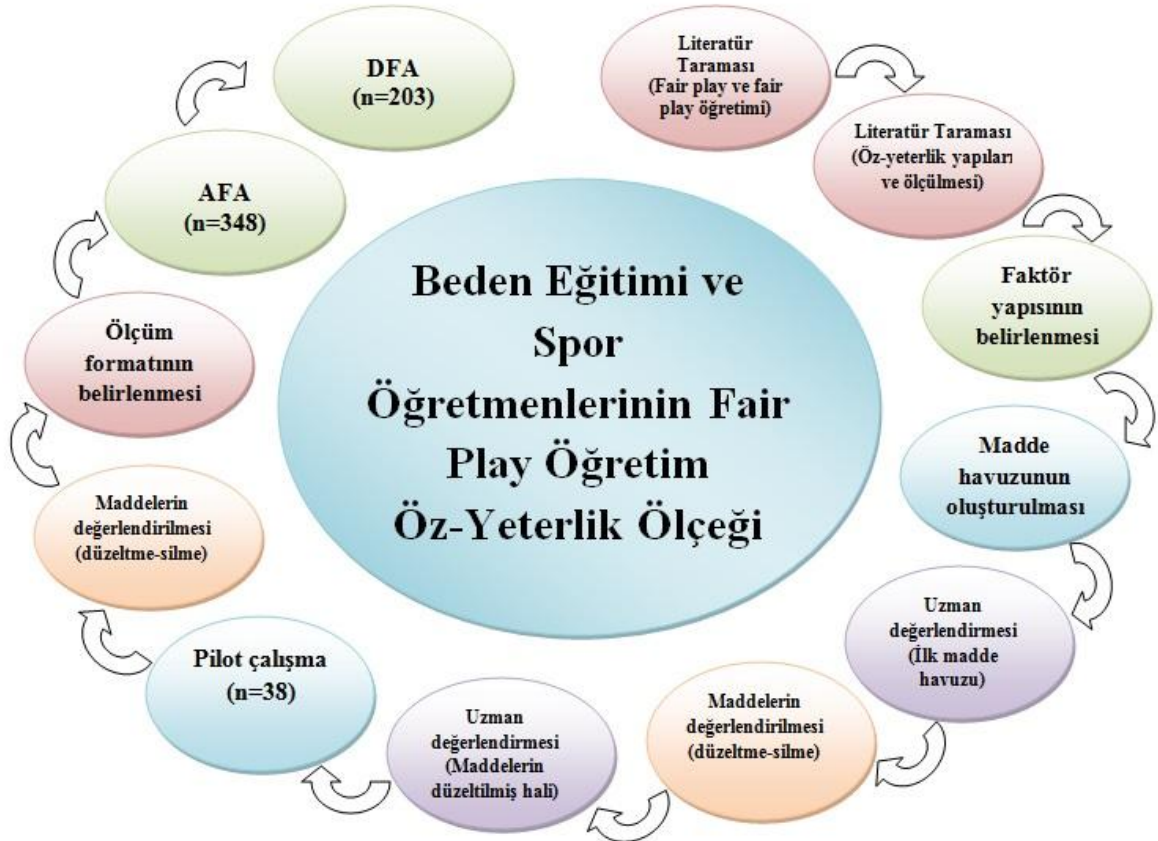 Beden Eğitimi ve
Spor
Öğretmenlerinin Fair
Play Öğretim
Öz-Yeterlik Ölçeği
Literatür
Taraması
(Fair play ve fair
play öğretimi)
Literatür Taraması
(Öz-yeterlik yapıları
ve ölçülmesi)
Faktör
yapısının
belirlenmesi
Madde
havuzunun
oluşturulması
Uzman
değerlendirmesi
(İlk madde
havuzu)
Maddelerin
değerlendirilmesi
(düzeltme-silme)
Uzman
değerlendirmesi
(Maddelerin
düzeltilmiş hali)
Pilot çalışma
(n=38)
Maddelerin
değerlendirilmesi
(düzeltme-silme)
Ölçüm
formatının
belirlenmesi
AFA
(n=348)
DFA
(n=203)